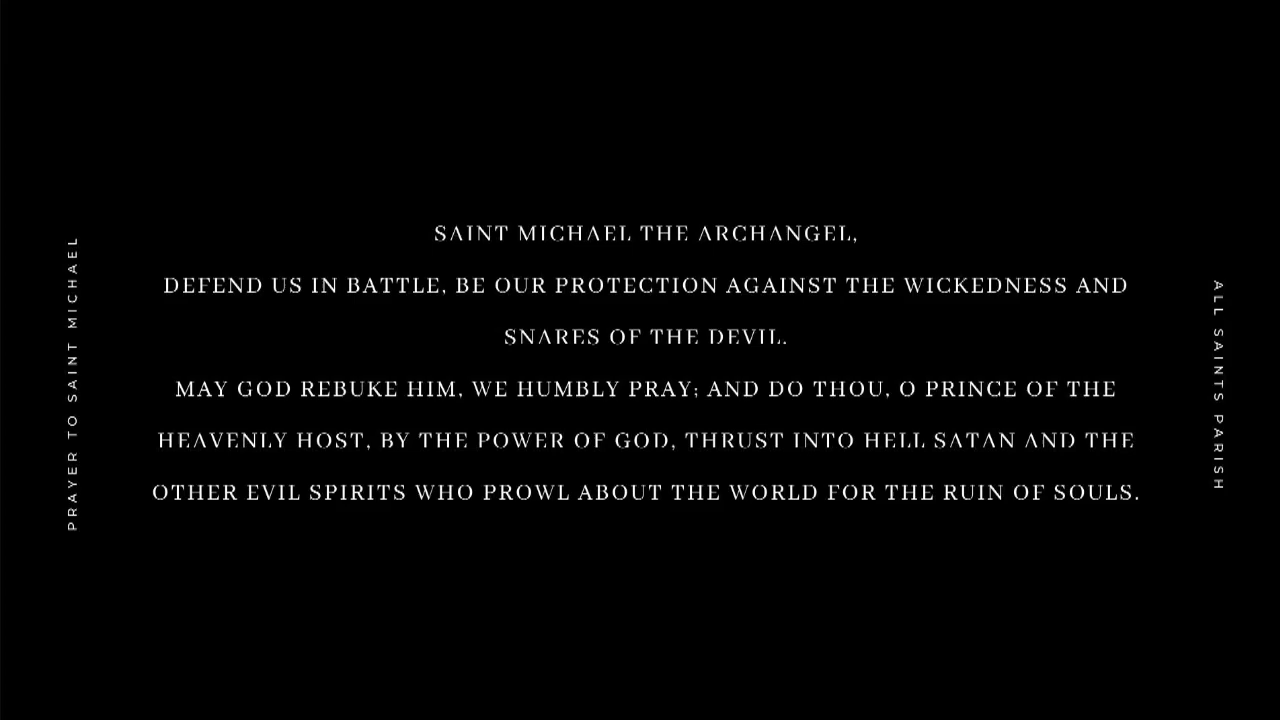 PRAYER TO SAINT MICHAEL
SAINT MICHAEL THE ARCHANGEL,
DEFEND US IN BATTLE, BE OUR PROTECTION AGAINST THE WICKEDNESS AND
SNARES OF THE DEVIL.
MAY GOD REBUKE HIM, WE HUMBLY PRAY; AND DO THOU, O PRINCE OF THE
HEAVENLY HOST, BY THE POWER OF GOD, THRUST INTO HELL SATAN AND THE
OTHER EVIL SPIRITS WHO PROWL ABOUT THE WORLD FOR THE RUIN OF SOULS.
ALL SAINTS PARISH